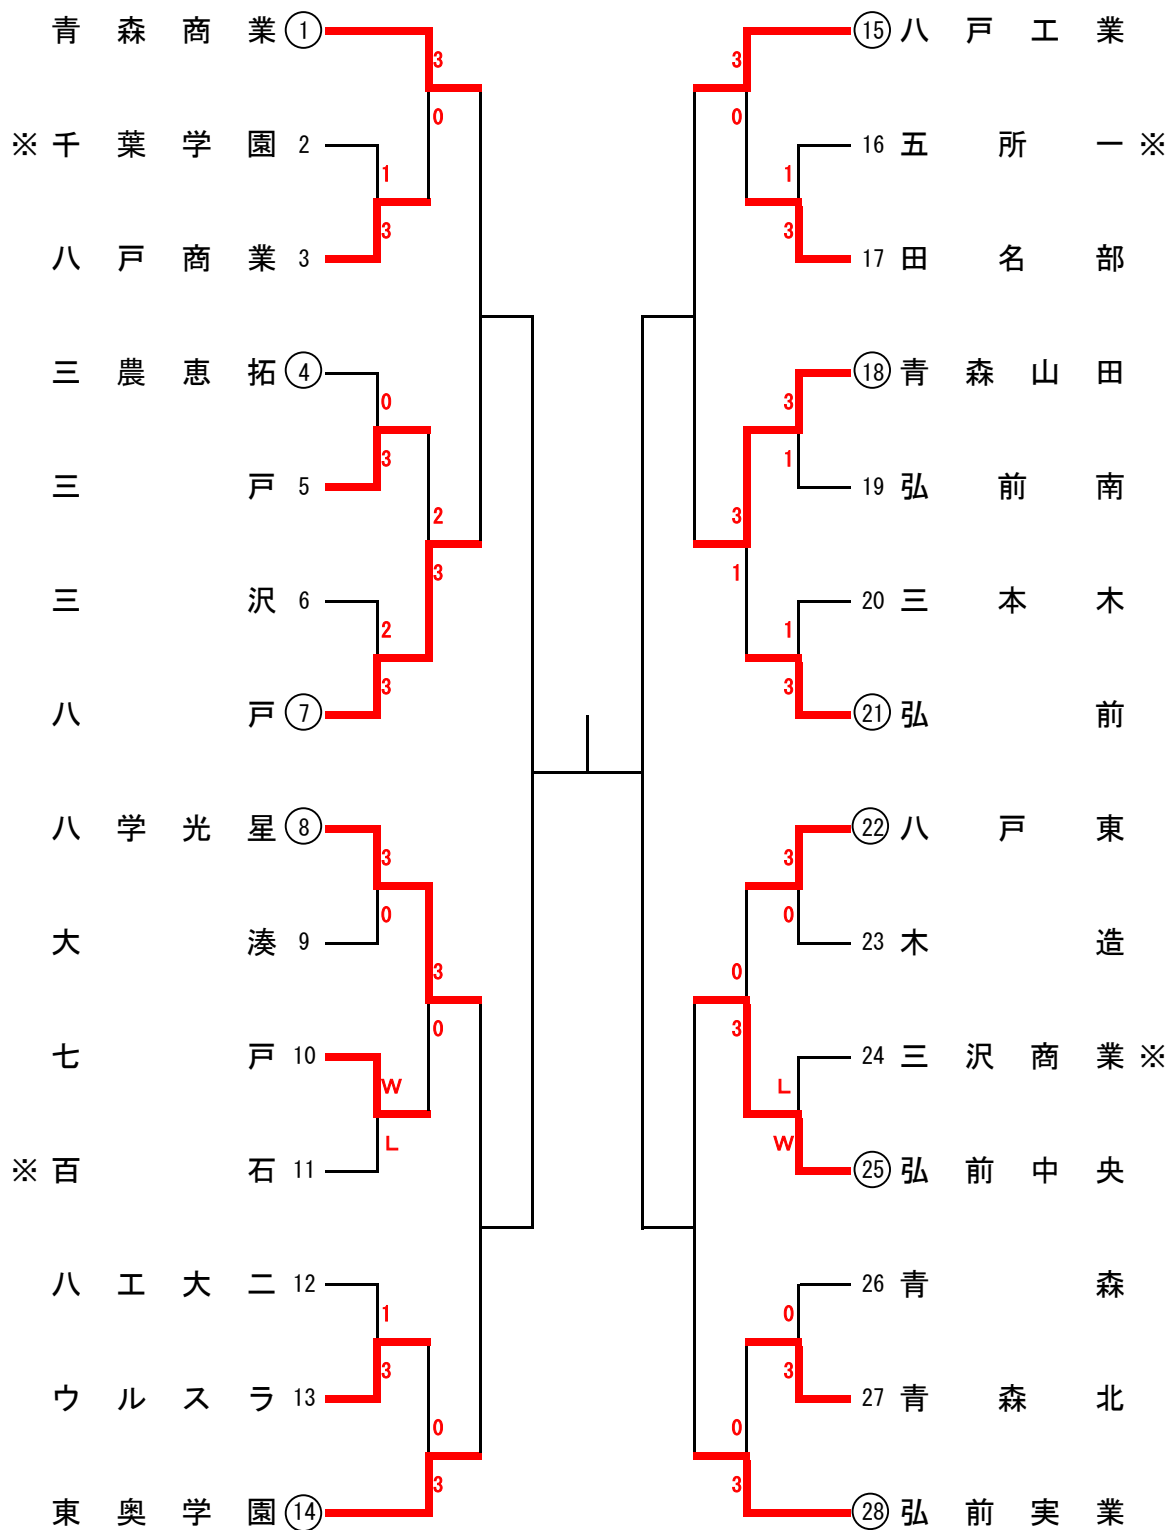 青森商業 ①
3
0
※ 千葉学園 2
1
3
八戸商業 3
三農恵拓 ④
0
3
三戸 5
2
3
三沢 6
2
3
八戸 ⑦
八学光星 ⑧
3
0
大湊 9
3
0
七戸 10
W
L
※ 百石 11
八工大二 12
1
3
ウルスラ 13
0
3
東奥学園 ⑭
⑮ 八戸工業
3
0
16 五所一 ※
1
3
17 田名部
⑱ 青森山田
3
1
19 弘前南
3
1
20 三本木
1
3
㉑ 弘前
㉒ 八戸東
3
0
23 木造
0
3
24 三沢商業 ※
L
W
㉕ 弘前中央
26 青森
0
3
27 青森北
0
3
㉘ 弘前実業